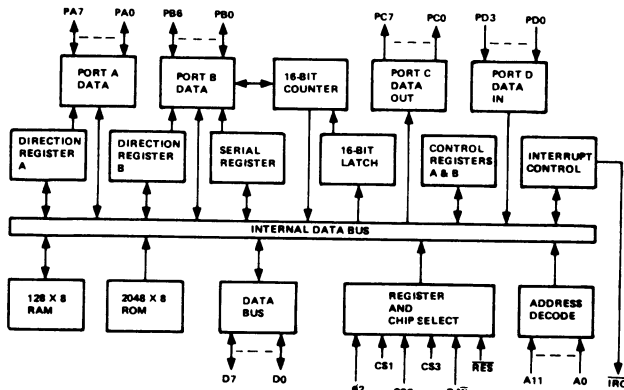 PA7 PA0 PB6 PB0 PC7 PC0 PD3 PD0
PORT A
DATA
PORT B
DATA
16-BIT
COUNTER
PORT C
DATA
OUT
PORT D
DATA
IN
DIRECTION
REGISTER
A
DIRECTION
REGISTER
B
SERIAL
REGISTER
16-BIT
LATCH
CONTROL
REGISTERS
A & B
INTERRUPT
CONTROL
INTERNAL DATA BUS
128 X 8
RAM
2048 X 8
ROM
DATA
BUS
REGISTER
AND
CHIP SELECT
ADDRESS
DECODE
D7 D0
CS1 CS3 RES
A11 A0